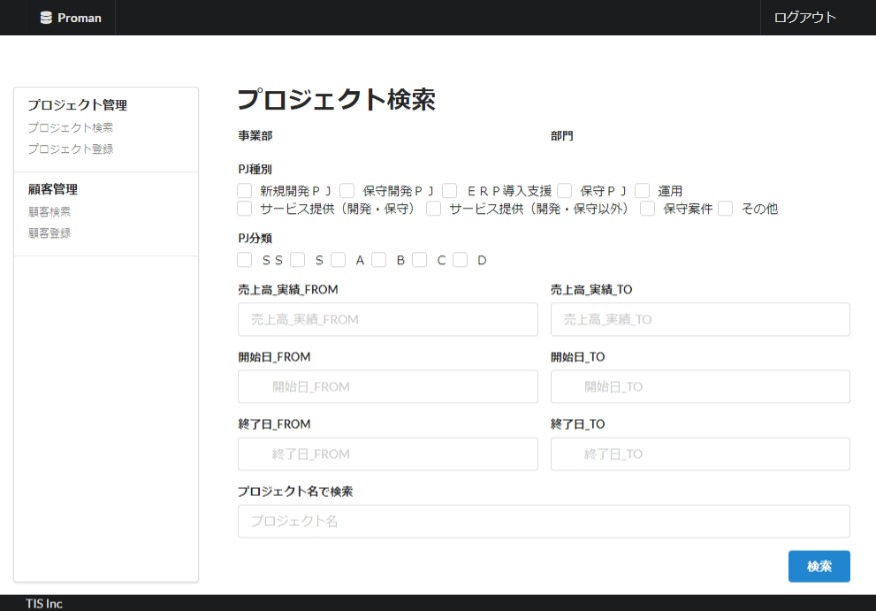 Proman ログアウト
プロジェクト管理
プロジェクト検索
プロジェクト登録
顧客管理
顧客検索
顧客登録
プロジェクト検索
事業部 部門
PJ種別
新規開発ＰＪ 保守開発ＰＪ ＥＲＰ導入支援 保守ＰＪ 運用
サービス提供（開発・保守） サービス提供（開発・保守以外） 保守案件 その他
PJ分類
ＳＳ Ｓ Ａ Ｂ Ｃ Ｄ
売上高_実績_FROM 売上高_実績_TO
売上高_実績_FROM 売上高_実績_TO
開始日_FROM 開始日_TO
開始日_FROM 開始日_TO
終了日_FROM 終了日_TO
終了日_FROM 終了日_TO
プロジェクト名で検索
プロジェクト名
検索
TIS Inc